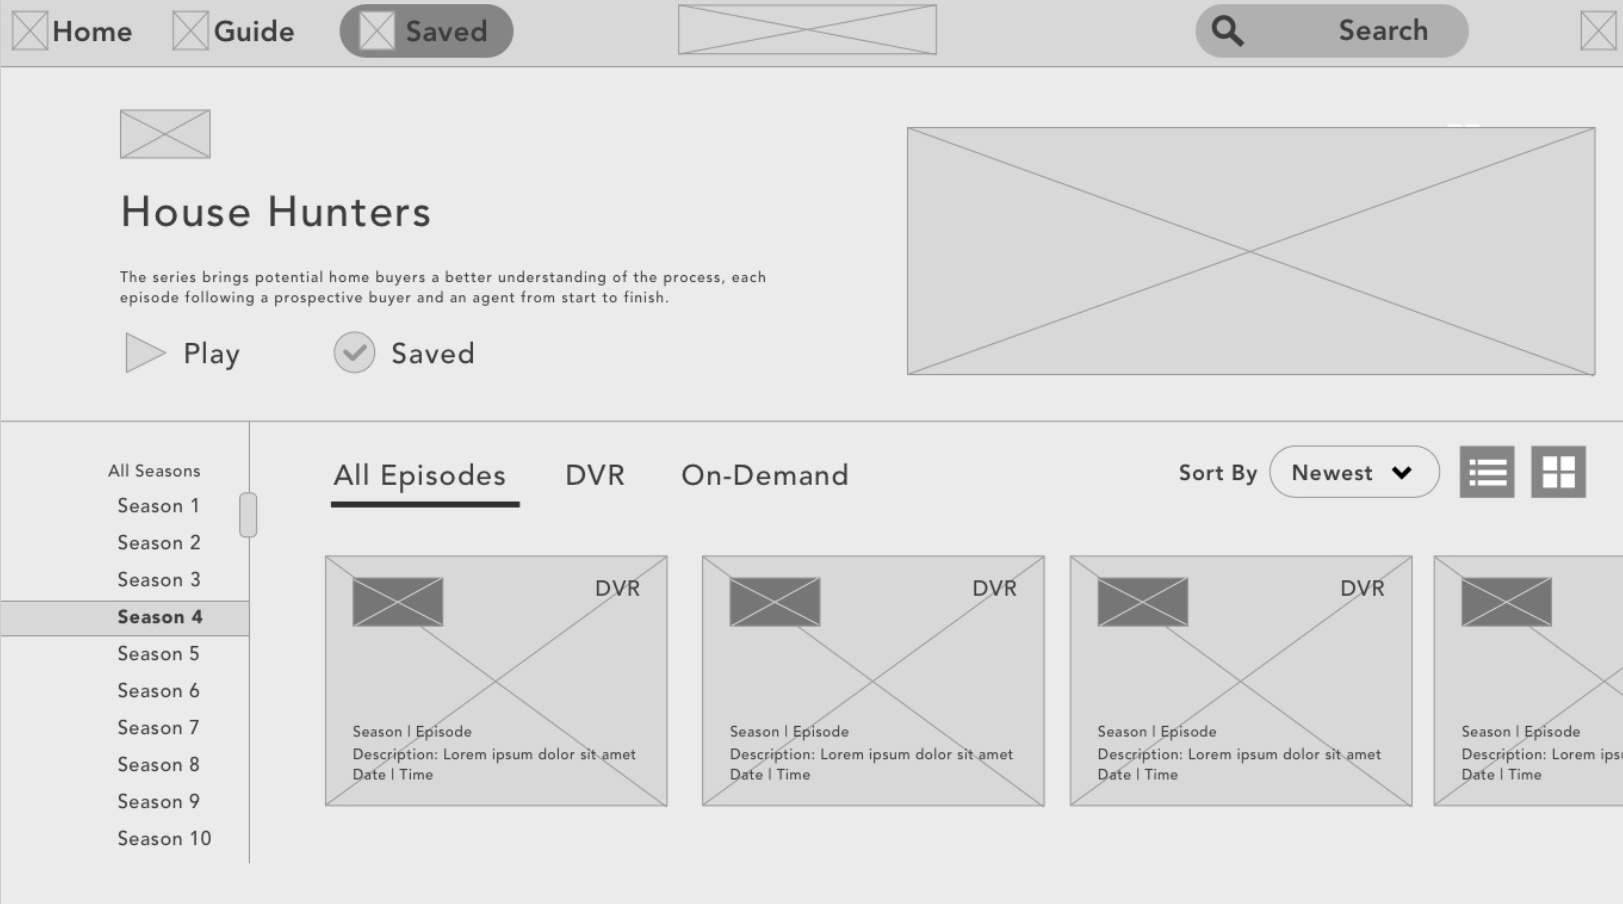 Home
Guide
Saved
Search
House Hunters
The series brings potential home buyers a better understanding of the process, each
episode following a prospective buyer and an agent from start to finish.
Play
Saved
All Seasons
Season 1
Season 2
Season 3
Season 4
Season 5
Season 6
Season 7
Season 8
Season 9
Season 10
All Episodes
DVR
On-Demand
Sort By
Newest
DVR
Season | Episode
Description: Lorem ipsum dolor sit amet
Date | Time
DVR
Season | Episode
Description: Lorem ipsum dolor sit amet
Date | Time
DVR
Season | Episode
Description: Lorem ipsum dolor sit amet
Date | Time
Season | Episode
Description: Lorem
Date | Time